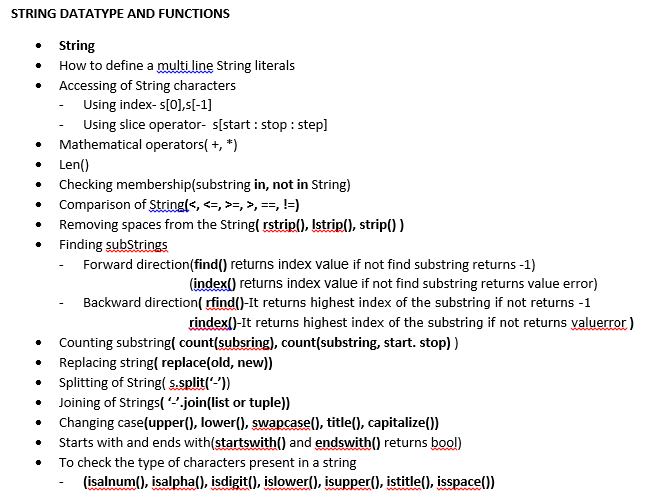 STRING DATATYPE AND FUNCTIONS
• String
• How to define a multi line String literals
• Accessing of String characters
- Using index- s[0],s[-1]
- Using slice operator- s[start : stop : step]
• Mathematical operators( +, *)
• Len()
• Checking membership(substring in, not in String)
• Comparison of String(<, <=, >=, >, ==, !=)
• Removing spaces from the String( rstrip(), lstrip(), strip() )
• Finding subStrings
- Forward direction(find() returns index value if not find substring returns -1)
(index() returns index value if not find substring returns value error)
- Backward direction( rfind()-It returns highest index of the substring if not returns -1
rindex()-It returns highest index of the substring if not returns valuerror )
• Counting substring( count(subsring), count(substring, start. stop) )
• Replacing string( replace(old, new))
• Splitting of String( s.split(‘-’))
• Joining of Strings( ‘-’.join(list or tuple))
• Changing case(upper(), lower(), swapcase(), title(), capitalize())
• Starts with and ends with(startswith() and endswith() returns bool)
• To check the type of characters present in a string
- (isalnum(), isalpha(), isdigit(), islower(), isupper(), istitle(), isspace())